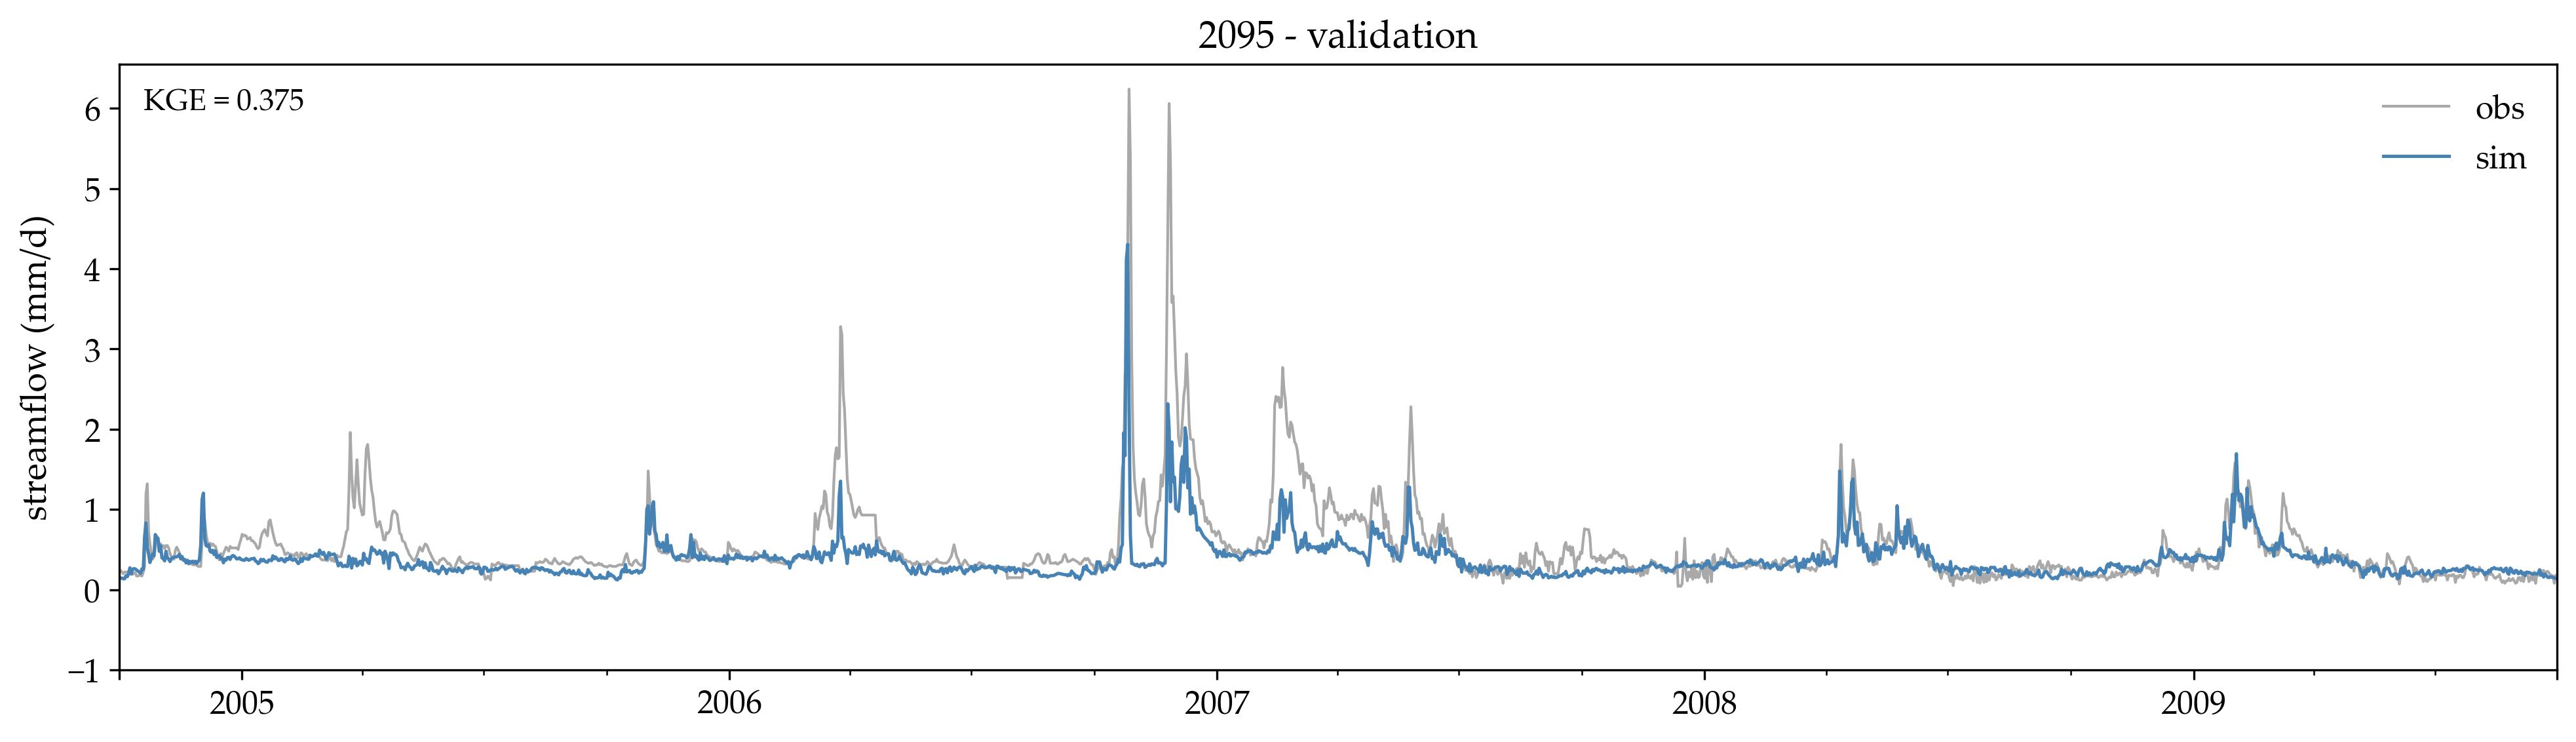 2095 - validation
KGE = 0.375
obs
sim
streamflow (mm/d)
6
5
4
3
2
1
0
−1
2005
2006
2007
2008
2009